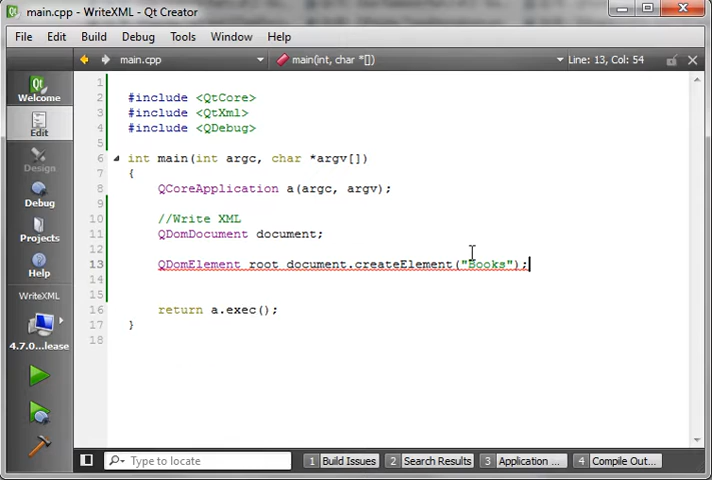 main.cpp - WriteXML - Qt Creator
File Edit Build Debug Tools Window Help
main.cpp main(int, char *[]) Line: 13, Col: 54
Qt
Welcome
Edit
Design
Debug
Projects
Help
WriteXML
4.7.0...lease
1
2 #include <QtCore>
3 #include <QtXml>
4 #include <QDebug>
5
6 int main(int argc, char *argv[])
7 {
8 QCoreApplication a(argc, argv);
9
10 //Write XML
11 QDomDocument document;
12
13 QDomElement root document.createElement("Books");
14
15
16 return a.exec();
17 }
18
Type to locate 1 Build Issues 2 Search Results 3 Application ... 4 Compile Out...